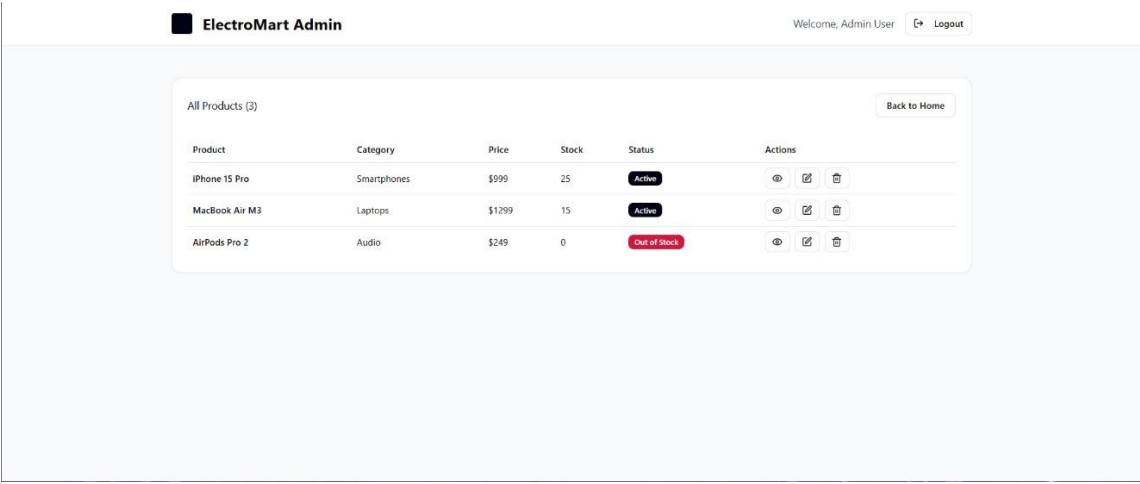 ElectroMart Admin Welcome, Admin User Logout
All Products (3) Back to Home
Product Category Price Stock Status Actions
iPhone 15 Pro Smartphones $999 25 Active
MacBook Air M3 Laptops $1299 15 Active
AirPods Pro 2 Audio $249 0 Out of Stock